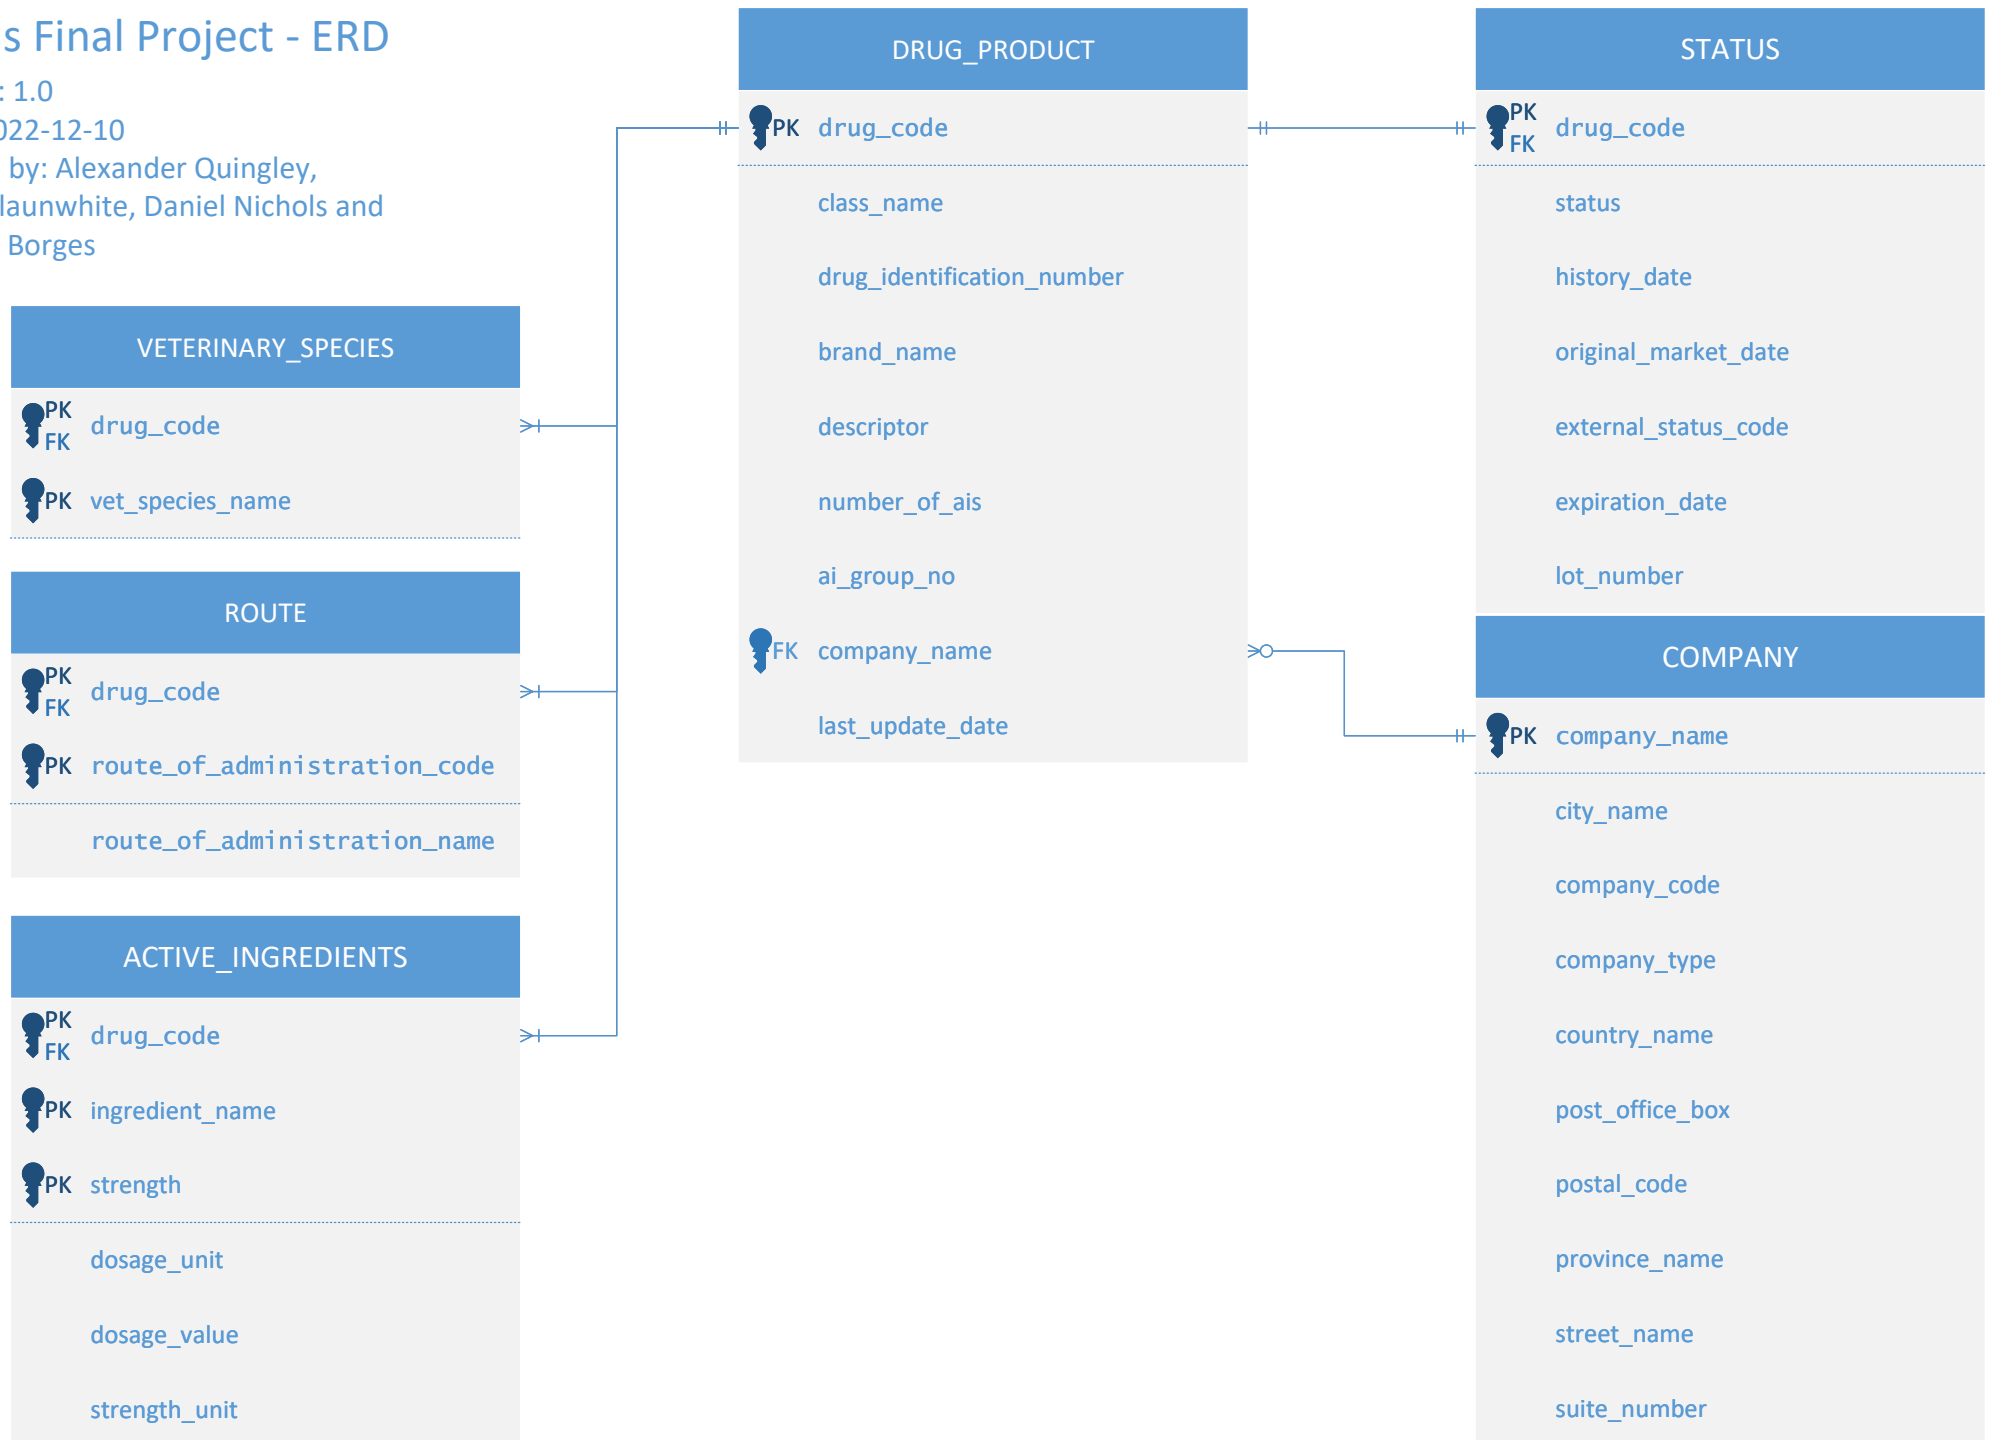 s Final Project - ERD
: 1.0
022-12-10
by: Alexander Quingley,
launwhite, Daniel Nichols and
Borges
VETERINARY_SPECIES
PK
FK
drug_code
PK vet_species_name
ROUTE
PK
FK
drug_code
PK route_of_administration_code
route_of_administration_name
ACTIVE_INGREDIENTS
PK
FK
drug_code
PK ingredient_name
PK strength
dosage_unit
dosage_value
strength_unit
DRUG_PRODUCT
PK drug_code
class_name
drug_identification_number
brand_name
descriptor
number_of_ais
ai_group_no
FK company_name
last_update_date
STATUS
PK
FK
drug_code
status
history_date
original_market_date
external_status_code
expiration_date
lot_number
COMPANY
PK company_name
city_name
company_code
company_type
country_name
post_office_box
postal_code
province_name
street_name
suite_number